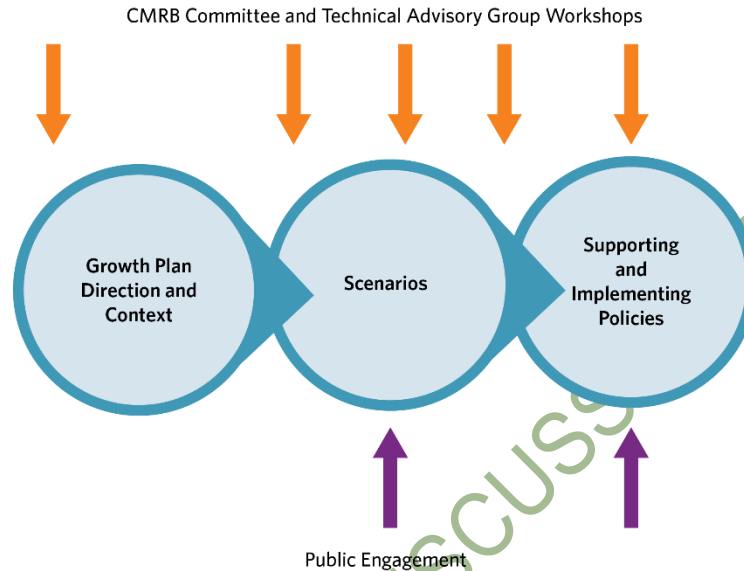 CMRB Committee and Technical Advisory Group Workshops
Growth Plan
Direction and
Context
Scenarios
Supporting
and
Implementing
Policies
Public Engagement